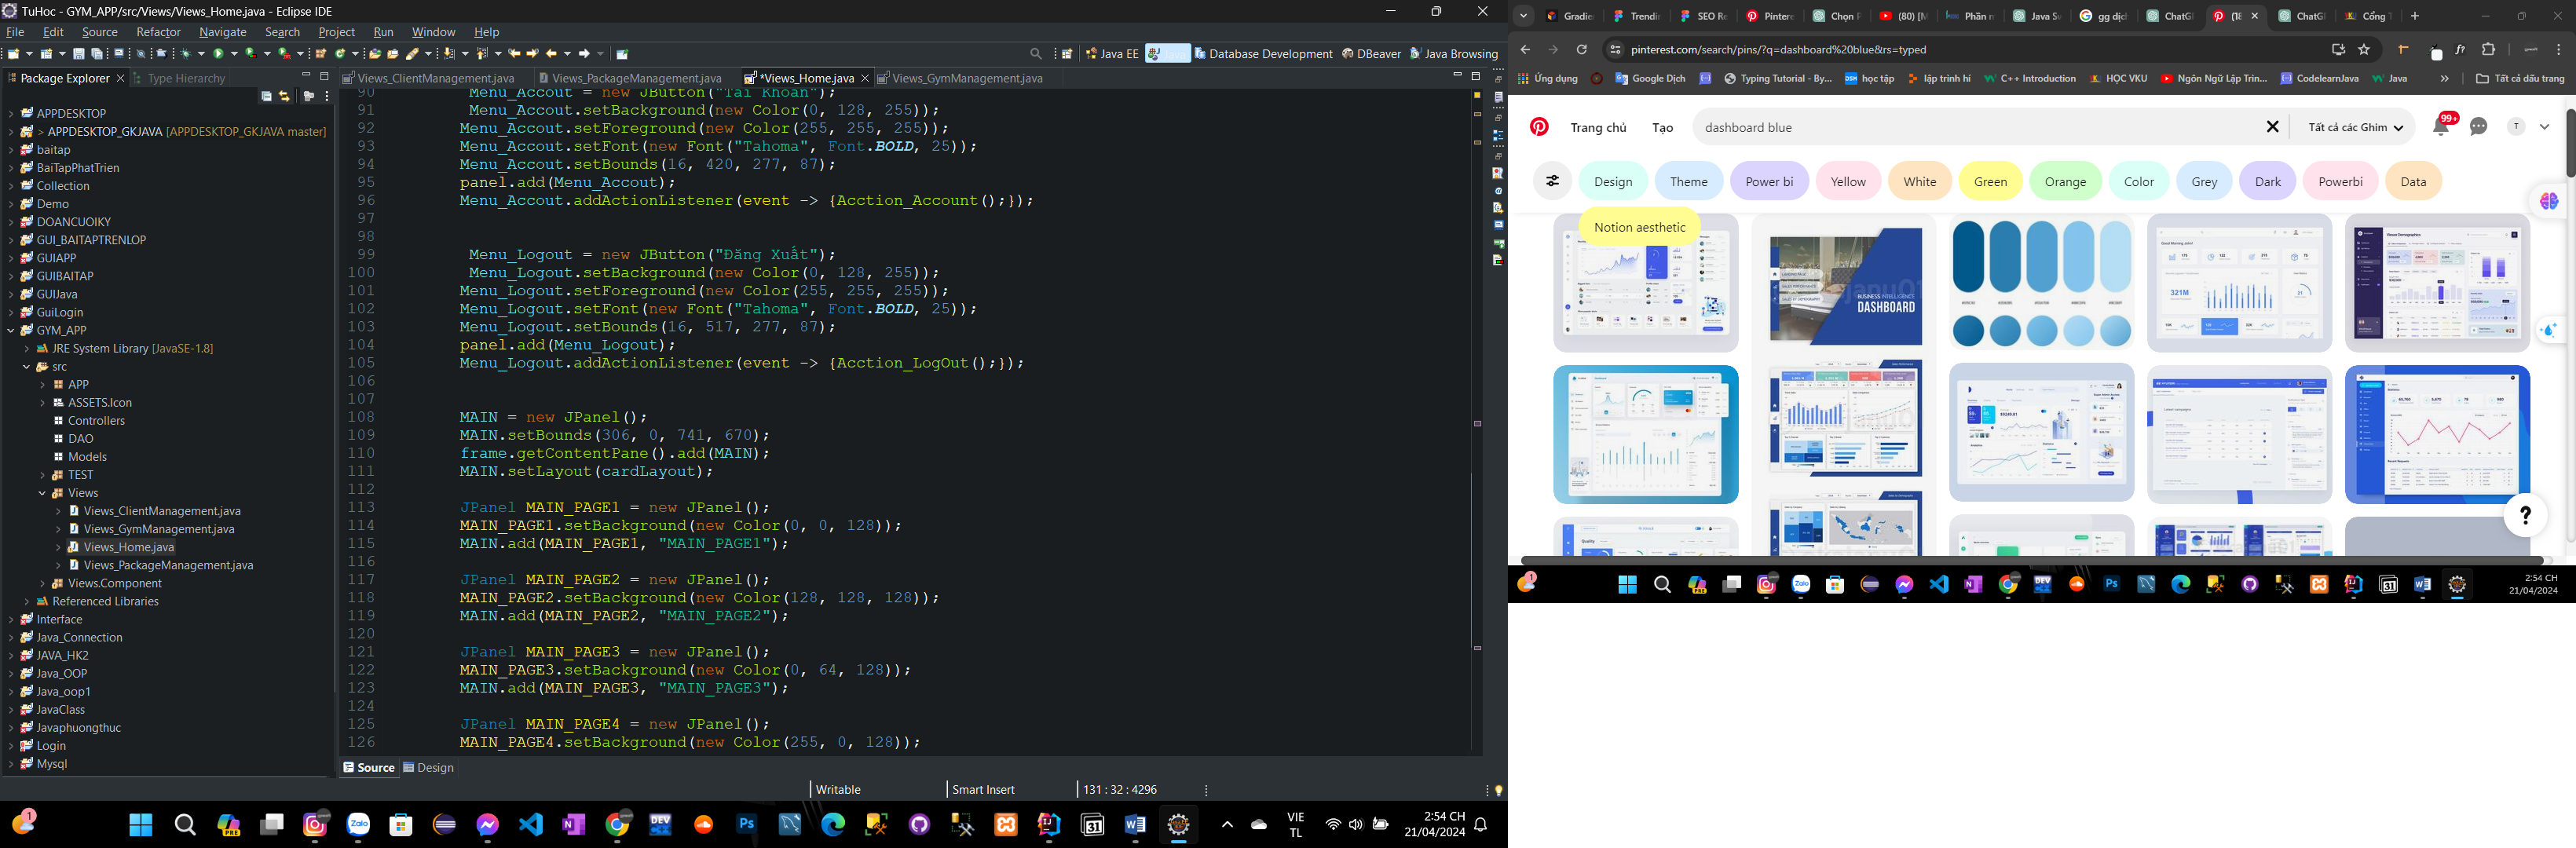 TuHoc - GYM_APP/src/Views/Views_Home.java - Eclipse IDE
File Edit Source Refactor Navigate Search Project Run Window Help
Java EE
Database Development
DBeaver
Java Browsing
Package Explorer
Type Hierarchy
APPDESKTOP
> APPDESKTOP_GKJAVA [APPDESKTOP_GKJAVA master]
baitap
BaiTapPhatTrien
Collection
Demo
DOANCUOIKY
GUI_BAITAPTRENLOP
GUIAPP
GUIBAITAP
GUIJava
GuiLogin
GYM_APP
JRE System Library [JavaSE-1.8]
src
APP
ASSETS.Icon
Controllers
DAO
Models
TEST
Views
Views_ClientManagement.java
Views_GymManagement.java
Views_Home.java
Views_PackageManagement.java
Views.Component
Referenced Libraries
Interface
Java_Connection
JAVA_HK2
Java_OOP
Java_oop1
JavaClass
Javaphuongthuc
Login
Mysql
Views_ClientManagement.java
Views_PackageManagement.java
*Views_Home.java
Views_GymManagement.java
90 Menu_Accout = new JButton("Tài Khoản");
91 Menu_Accout.setBackground(new Color(0, 128, 255));
92 Menu_Accout.setForeground(new Color(255, 255, 255));
93 Menu_Accout.setFont(new Font("Tahoma", Font.BOLD, 25));
94 Menu_Accout.setBounds(16, 420, 277, 87);
95 panel.add(Menu_Accout);
96 Menu_Accout.addActionListener(event -> {Acction_Account();});
97
98
99 Menu_Logout = new JButton("Đăng Xuất");
100 Menu_Logout.setBackground(new Color(0, 128, 255));
101 Menu_Logout.setForeground(new Color(255, 255, 255));
102 Menu_Logout.setFont(new Font("Tahoma", Font.BOLD, 25));
103 Menu_Logout.setBounds(16, 517, 277, 87);
104 panel.add(Menu_Logout);
105 Menu_Logout.addActionListener(event -> {Acction_LogOut();});
106
107
108 MAIN = new JPanel();
109 MAIN.setBounds(306, 0, 741, 670);
110 frame.getContentPane().add(MAIN);
111 MAIN.setLayout(cardLayout);
112
113 JPanel MAIN_PAGE1 = new JPanel();
114 MAIN_PAGE1.setBackground(new Color(0, 0, 128));
115 MAIN.add(MAIN_PAGE1, "MAIN_PAGE1");
116
117 JPanel MAIN_PAGE2 = new JPanel();
118 MAIN_PAGE2.setBackground(new Color(128, 128, 128));
119 MAIN.add(MAIN_PAGE2, "MAIN_PAGE2");
120
121 JPanel MAIN_PAGE3 = new JPanel();
122 MAIN_PAGE3.setBackground(new Color(0, 64, 128));
123 MAIN.add(MAIN_PAGE3, "MAIN_PAGE3");
124
125 JPanel MAIN_PAGE4 = new JPanel();
126 MAIN_PAGE4.setBackground(new Color(255, 0, 128));
Source
Design
Writable
Smart Insert
131 : 32 : 4296
VIE
TL
2:54 CH
21/04/2024
Gradie
Trendin
SEO Re
Pintere
Chọn P
(80) [M
Phần n
Java Sw
gg dịch
ChatG
(18
ChatG
Cổng T
pinterest.com/search/pins/?q=dashboard%20blue&rs=typed
Ứng dụng
Google Dịch
Typing Tutorial - By...
học tập
lập trình hí
C++ Introduction
HỌC VKU
Ngôn Ngữ Lập Trìn...
CodelearnJava
Java
Tất cả dấu trang
Trang chủ
Tạo
dashboard blue
Tất cả các Ghim
99+
T
Design
Theme
Power bi
Yellow
White
Green
Orange
Color
Grey
Dark
Powerbi
Data
Notion aesthetic
BUSINESS INTELLIGENCE
DASHBOARD
321M
Quality
?
2:54 CH
21/04/2024